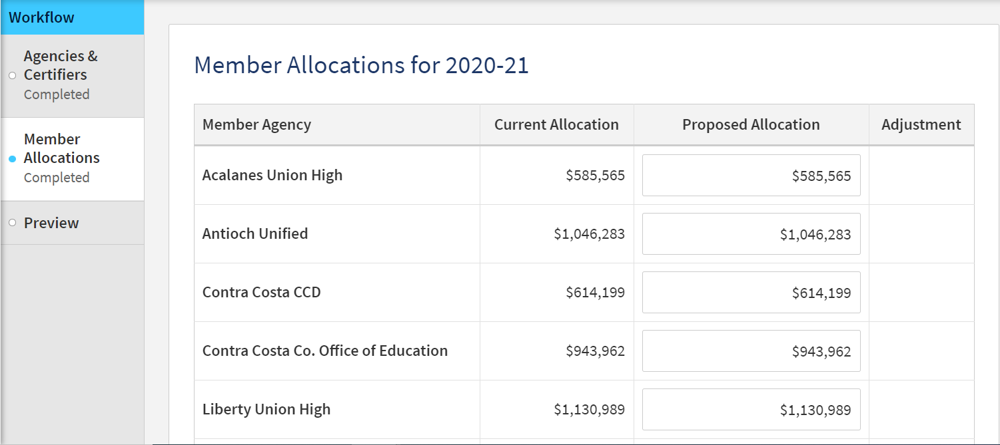 Workflow
Agencies &
Certifiers
Completed
Member
Allocations
Completed
Preview
Member Allocations for 2020-21
Member Agency Current Allocation Proposed Allocation Adjustment
Acalanes Union High $585,565 $585,565
Antioch Unified $1,046,283 $1,046,283
Contra Costa CCD $614,199 $614,199
Contra Costa Co. Office of Education $943,962 $943,962
Liberty Union High $1,130,989 $1,130,989